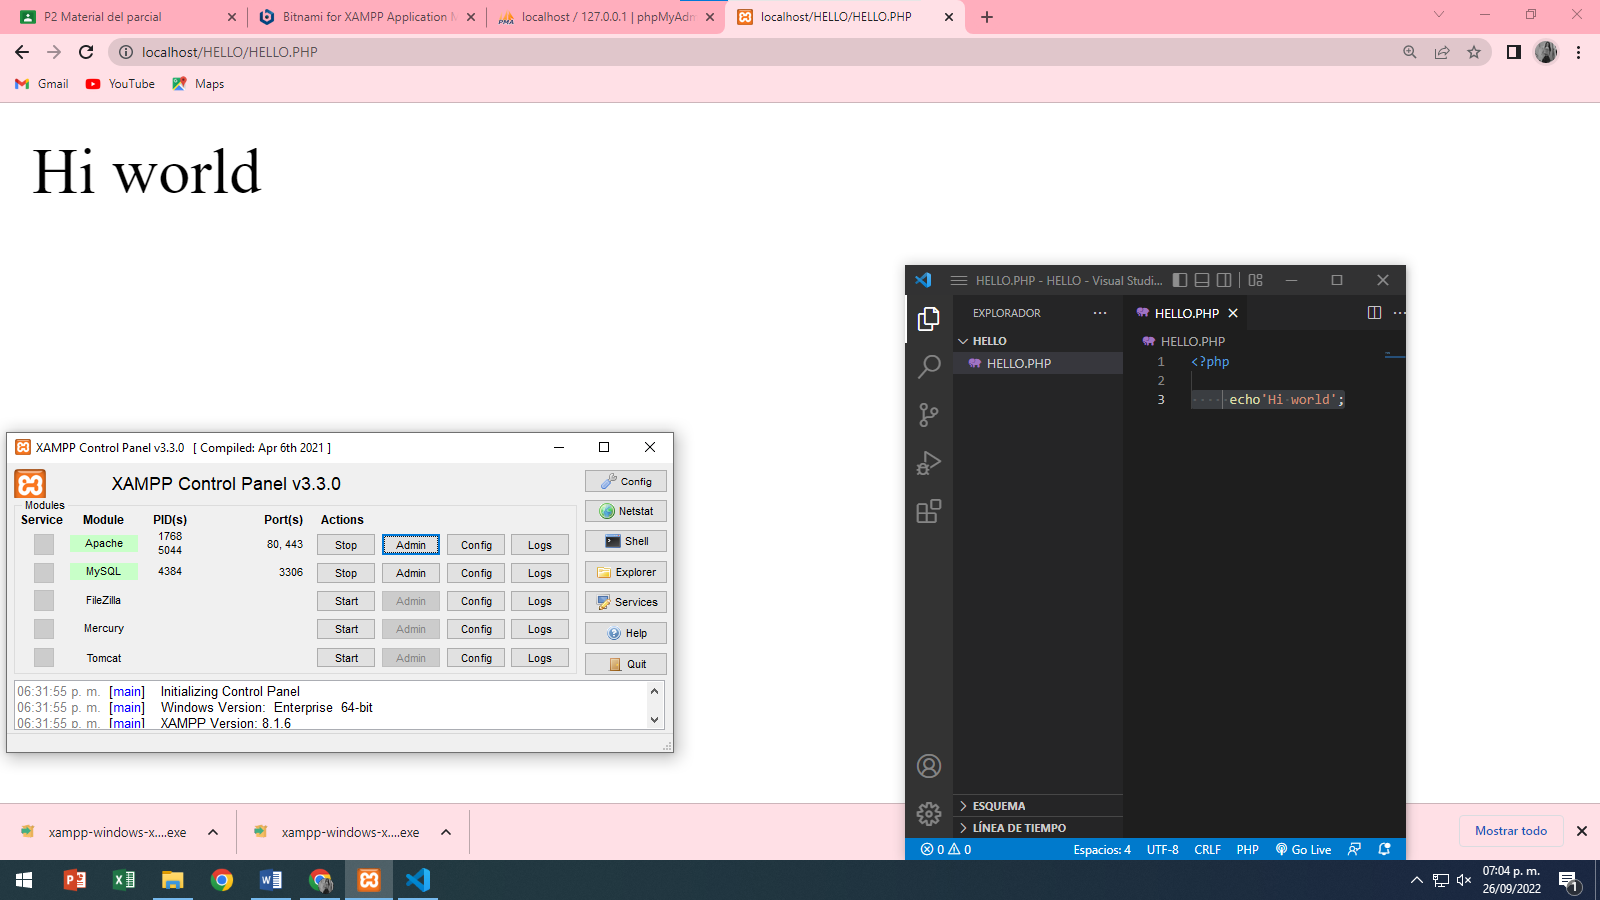 P2 Material del parcial
Bitnami for XAMPP Application M
localhost / 127.0.0.1 | phpMyAdm
localhost/HELLO/HELLO.PHP
localhost/HELLO/HELLO.PHP
Gmail
YouTube
Maps
Hi world
HELLO.PHP - HELLO - Visual Studi...
EXPLORADOR
HELLO
HELLO.PHP
ESQUEMA
LÍNEA DE TIEMPO
HELLO.PHP
HELLO.PHP
1 <?php
2
3 echo'Hi world';
0 0
Espacios: 4 UTF-8 CRLF PHP Go Live
XAMPP Control Panel v3.3.0 [ Compiled: Apr 6th 2021 ]
XAMPP Control Panel v3.3.0
Modules
Service Module PID(s) Port(s) Actions
Apache 1768 5044 80, 443 Stop Admin Config Logs
MySQL 4384 3306 Stop Admin Config Logs
FileZilla Start Admin Config Logs
Mercury Start Admin Config Logs
Tomcat Start Admin Config Logs
Config
Netstat
Shell
Explorer
Services
Help
Quit
06:31:55 p. m. [main] Initializing Control Panel
06:31:55 p. m. [main] Windows Version: Enterprise 64-bit
06:31:55 p. m. [main] XAMPP Version: 8.1.6
xampp-windows-x....exe
xampp-windows-x....exe
Mostrar todo
07:04 p. m.
26/09/2022
1